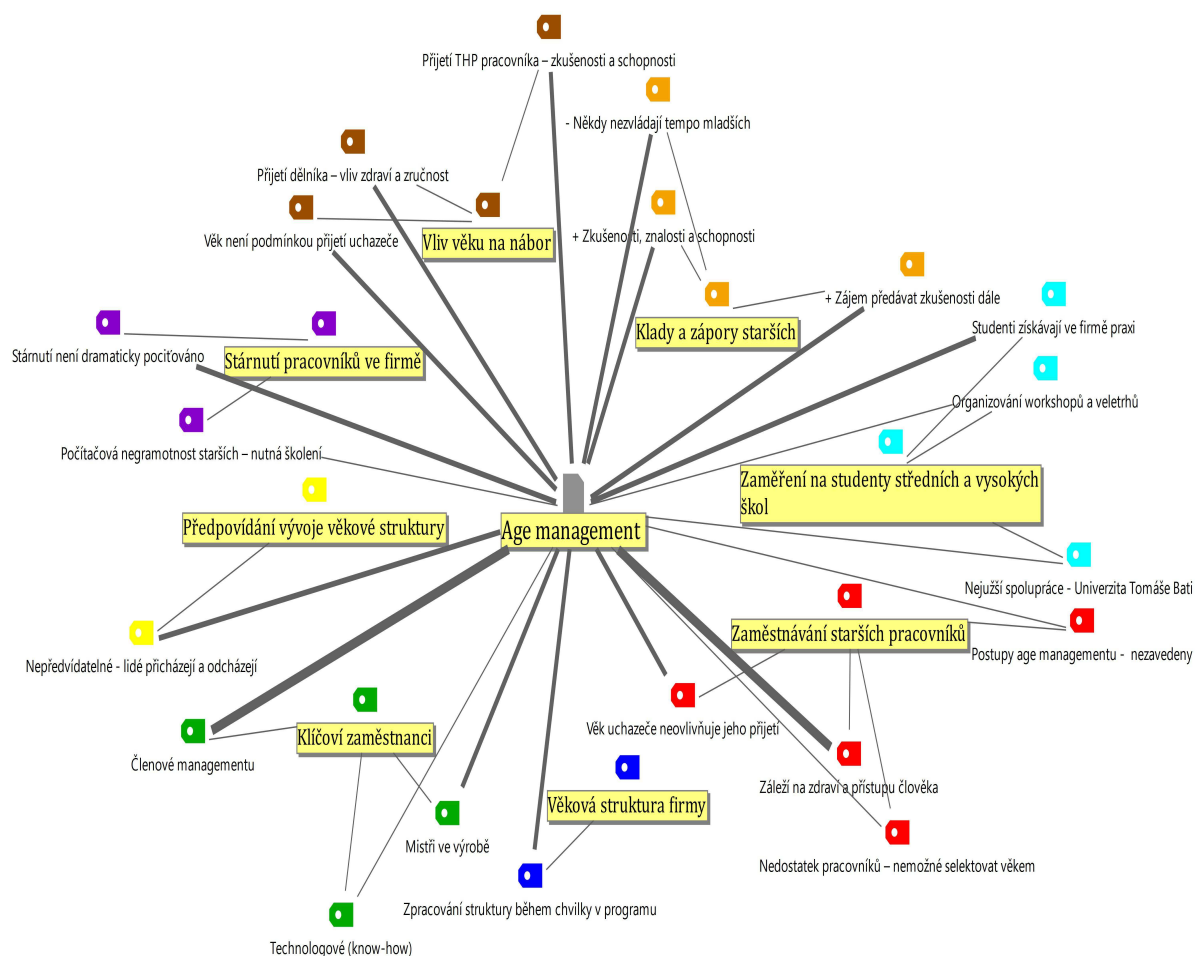 Přijetí THP pracovníka – zkušenosti a schopnosti
- Někdy nezvládají tempo mladších
Přijetí dělníka – vliv zdraví a zručnost
Věk není podmínkou přijetí uchazeče
Vliv věku na nábor
+ Zkušenosti, znalosti a schopnosti
+ Zájem předávat zkušenosti dále
Klady a zápory starších
Studenti získávají ve firmě praxi
Stárnutí není dramaticky pociťováno
Stárnutí pracovníků ve firmě
Organizování workshopů a veletrhů
Počítačová negramotnost starších – nutná školení
Zaměření na studenty středních a vysokých
škol
Předpovídání vývoje věkové struktury
Age management
Nejužší spolupráce - Univerzita Tomáše Bati
Zaměstnávání starších pracovníků
Postupy age managementu - nezavedeny
Nepředvídatelné - lidé přicházejí a odcházejí
Věk uchazeče neovlivňuje jeho přijetí
Klíčoví zaměstnanci
Členové managementu
Záleží na zdraví a přístupu člověka
Věková struktura firmy
Mistři ve výrobě
Nedostatek pracovníků – nemožné selektovat věkem
Zpracování struktury během chvilky v programu
Technologové (know-how)